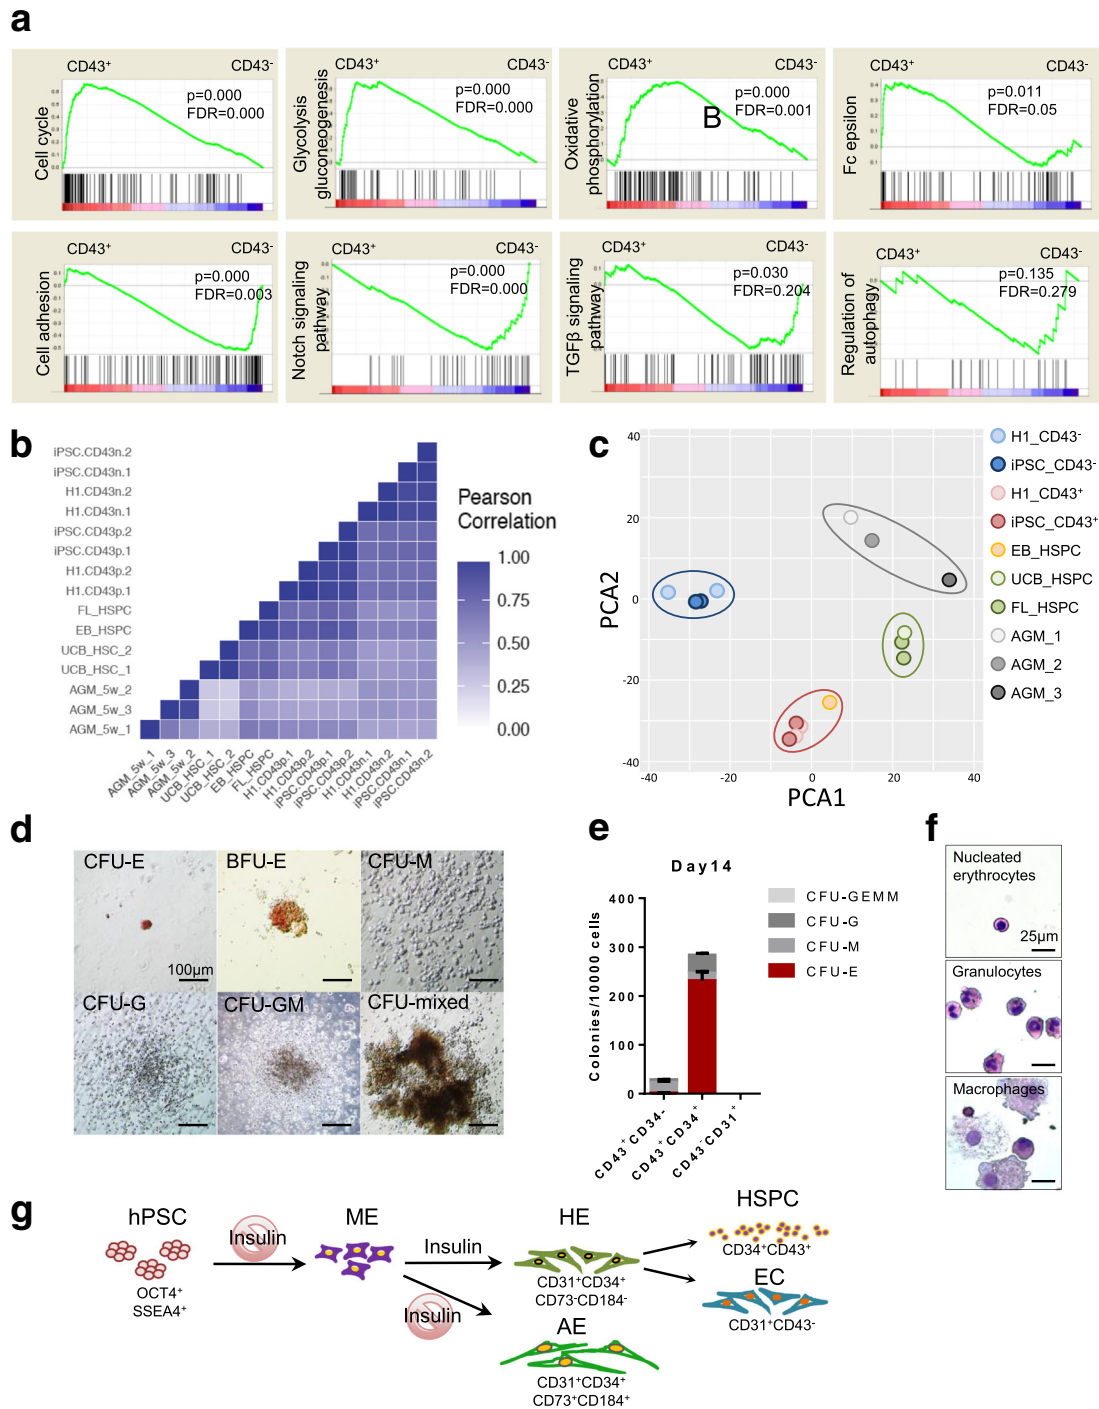 a
CD43⁺ CD43⁻
p=0.000
FDR=0.000
Cell cycle
CD43⁺ CD43⁻
p=0.000
FDR=0.000
Glycolysis
gluconeogenesis
CD43⁺ CD43⁻
p=0.000
FDR=0.001
B
Oxidative
phosphorylation
CD43⁺ CD43⁻
p=0.011
FDR=0.05
Fc epsilon
CD43⁺ CD43⁻
p=0.000
FDR=0.003
Cell adhesion
CD43⁺ CD43⁻
p=0.000
FDR=0.000
Notch signaling
pathway
CD43⁺ CD43⁻
p=0.030
FDR=0.204
TGFβ signaling
pathway
CD43⁺ CD43⁻
p=0.135
FDR=0.279
Regulation of
autophagy
b
iPSC.CD43n.2
iPSC.CD43n.1
H1.CD43n.2
H1.CD43n.1
iPSC.CD43p.2
iPSC.CD43p.1
H1.CD43p.2
H1.CD43p.1
FL_HSPC
EB_HSPC
UCB_HSC_2
UCB_HSC_1
AGM_5w_2
AGM_5w_3
AGM_5w_1
AGM_5w_1
AGM_5w_3
AGM_5w_2
UCB_HSC_1
UCB_HSC_2
EB_HSPC
FL_HSPC
H1.CD43p.1
H1.CD43p.2
iPSC.CD43p.1
iPSC.CD43p.2
H1.CD43n.1
H1.CD43n.2
iPSC.CD43n.1
iPSC.CD43n.2
Pearson
Correlation
1.00
0.75
0.50
0.25
0.00
c
40
20
0
-20
-40
PCA2
-40 -20 0 20 40
PCA1
H1_CD43⁻
iPSC_CD43⁻
H1_CD43⁺
iPSC_CD43⁺
EB_HSPC
UCB_HSPC
FL_HSPC
AGM_1
AGM_2
AGM_3
d
CFU-E
100µm
BFU-E
CFU-M
CFU-G
CFU-GM
CFU-mixed
e
Day14
400
300
200
100
0
Colonies/10000 cells
CD43⁺CD34⁻
CD43⁺CD34⁺
CD43⁻CD31⁺
CFU-GEMM
CFU-G
CFU-M
CFU-E
f
Nucleated
erythrocytes
25µm
Granulocytes
Macrophages
g
hPSC
OCT4⁺
SSEA4⁺
Insulin
ME
Insulin
Insulin
HE
CD31⁺CD34⁺
CD73⁻CD184⁻
AE
CD31⁺CD34⁺
CD73⁺CD184⁺
HSPC
CD34⁺CD43⁺
EC
CD31⁺CD43⁻